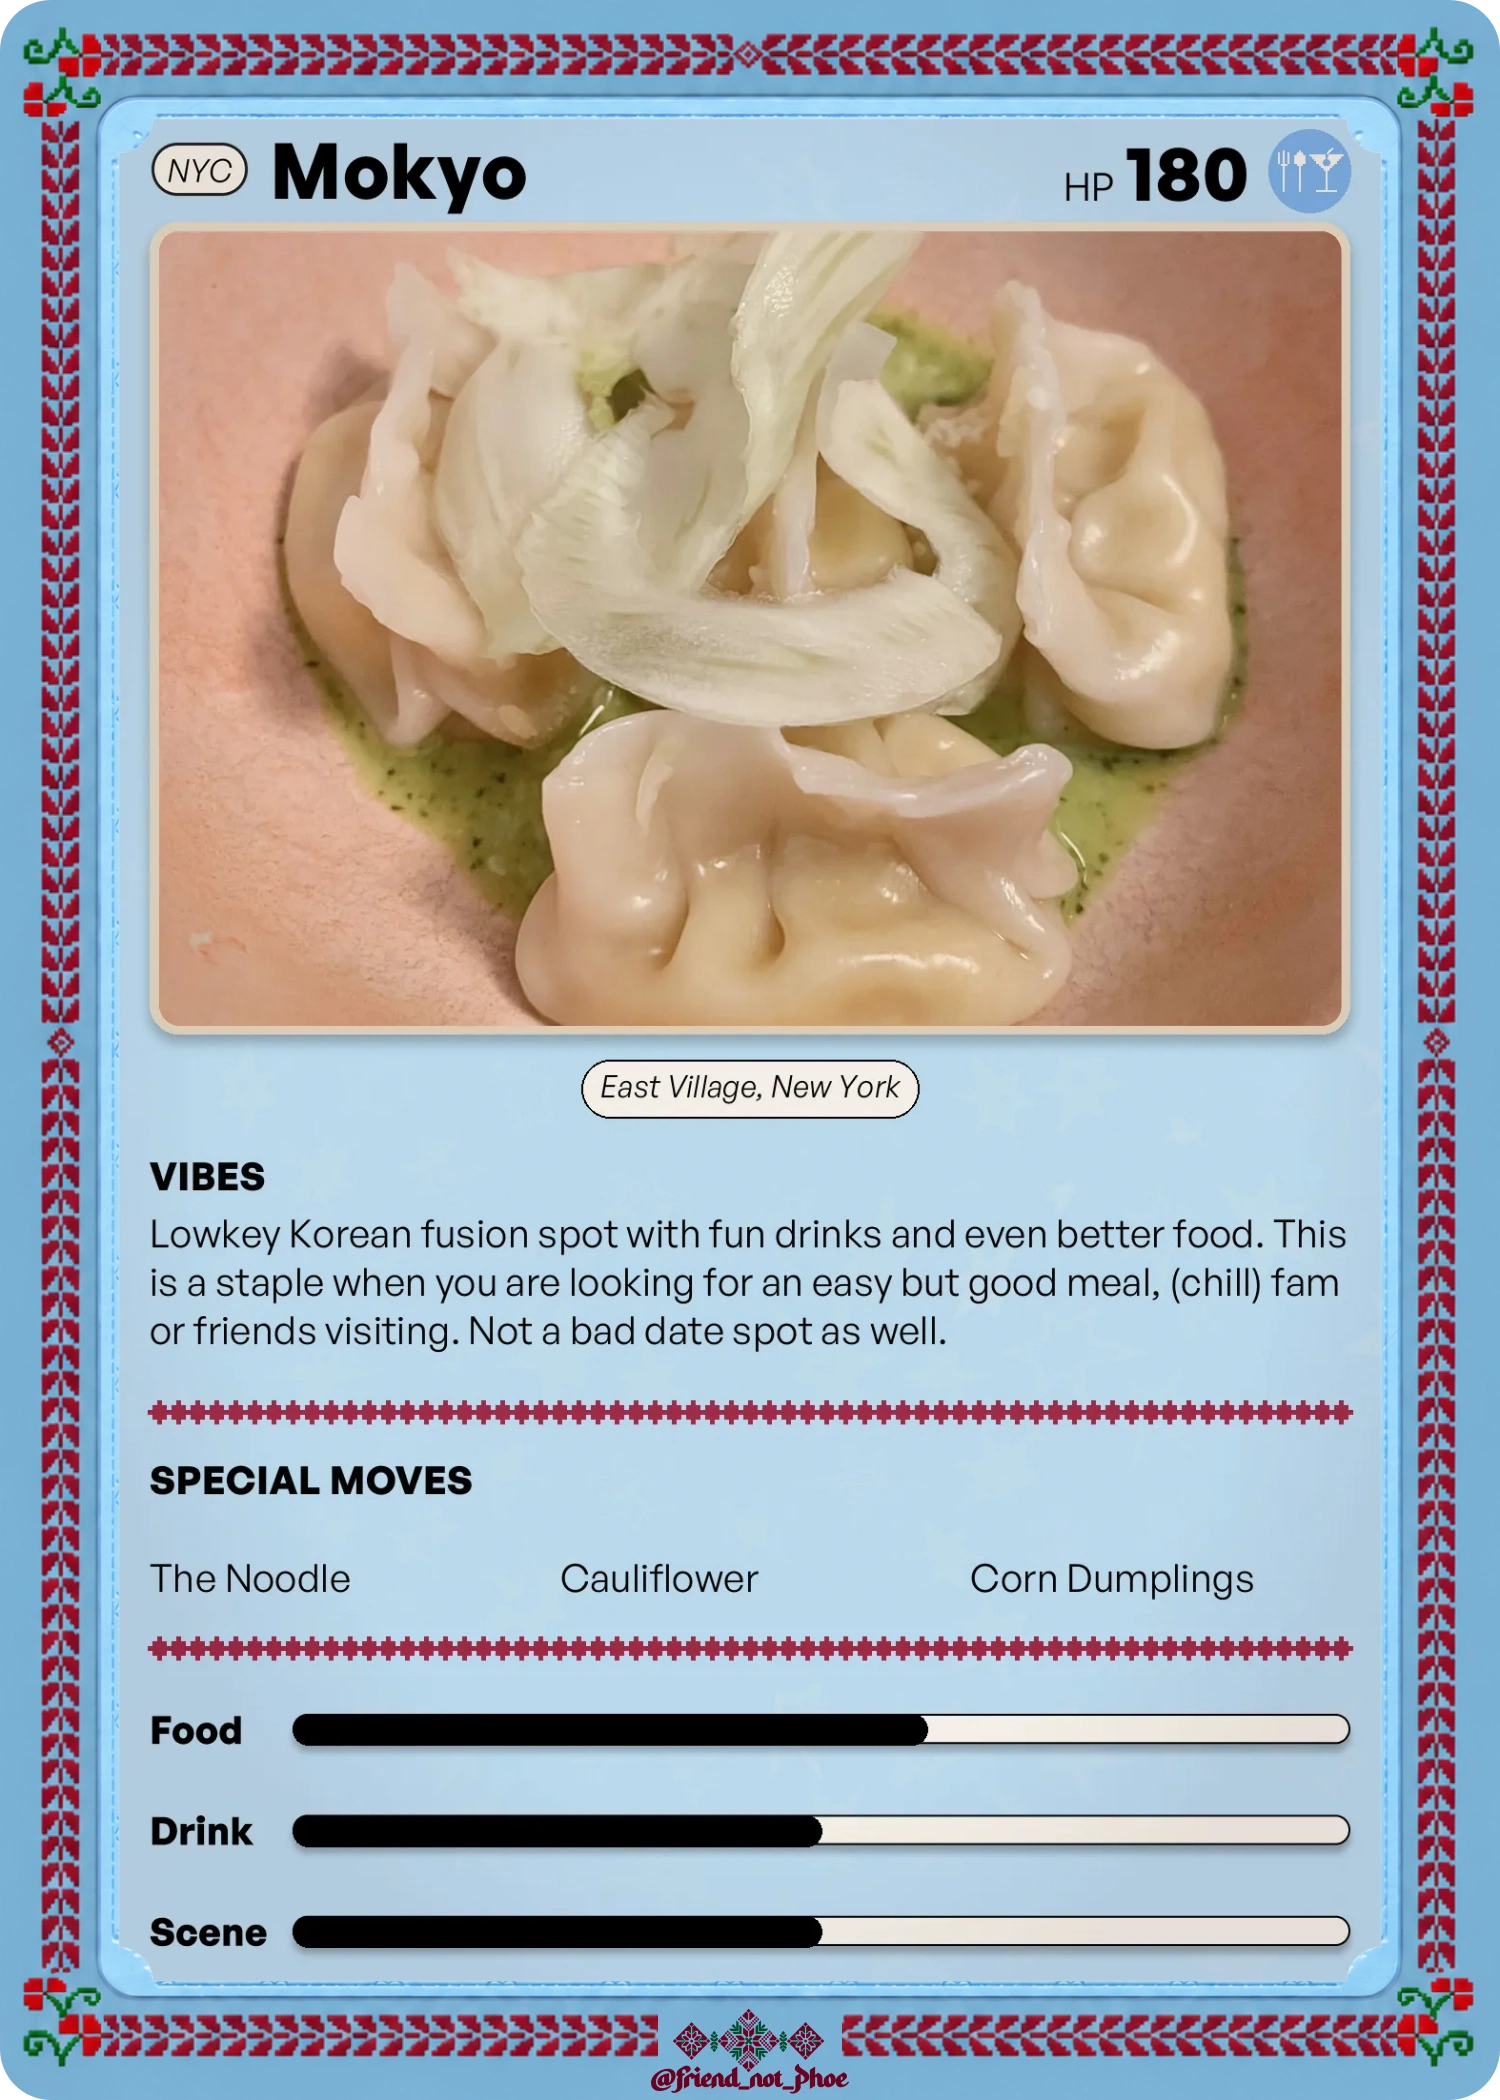 NYC Mokyo HP 180
East Village, New York
VIBES
Lowkey Korean fusion spot with fun drinks and even better food. This
is a staple when you are looking for an easy but good meal, (chill) fam
or friends visiting. Not a bad date spot as well.
SPECIAL MOVES
The Noodle Cauliflower Corn Dumplings
Food
Drink
Scene
@friend_not_phoe